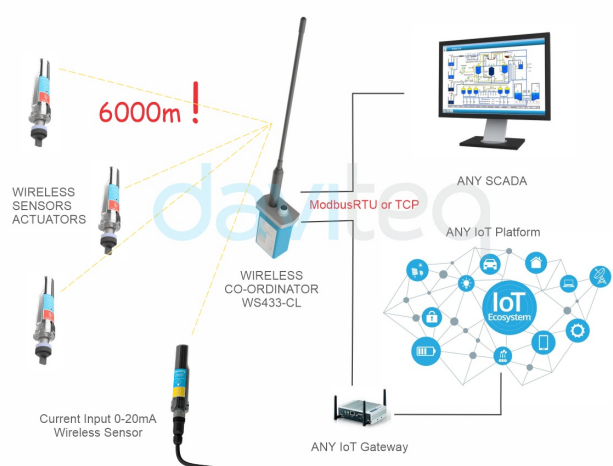 6000m !
WIRELESS
SENSORS
ACTUATORS
daviteq
ModbusRTU or TCP
ANY SCADA
ANY IoT Platform
WIRELESS
CO-ORDINATOR
WS433-CL
IoT
Ecosystem
Current Input 0-20mA
Wireless Sensor
ANY IoT Gateway